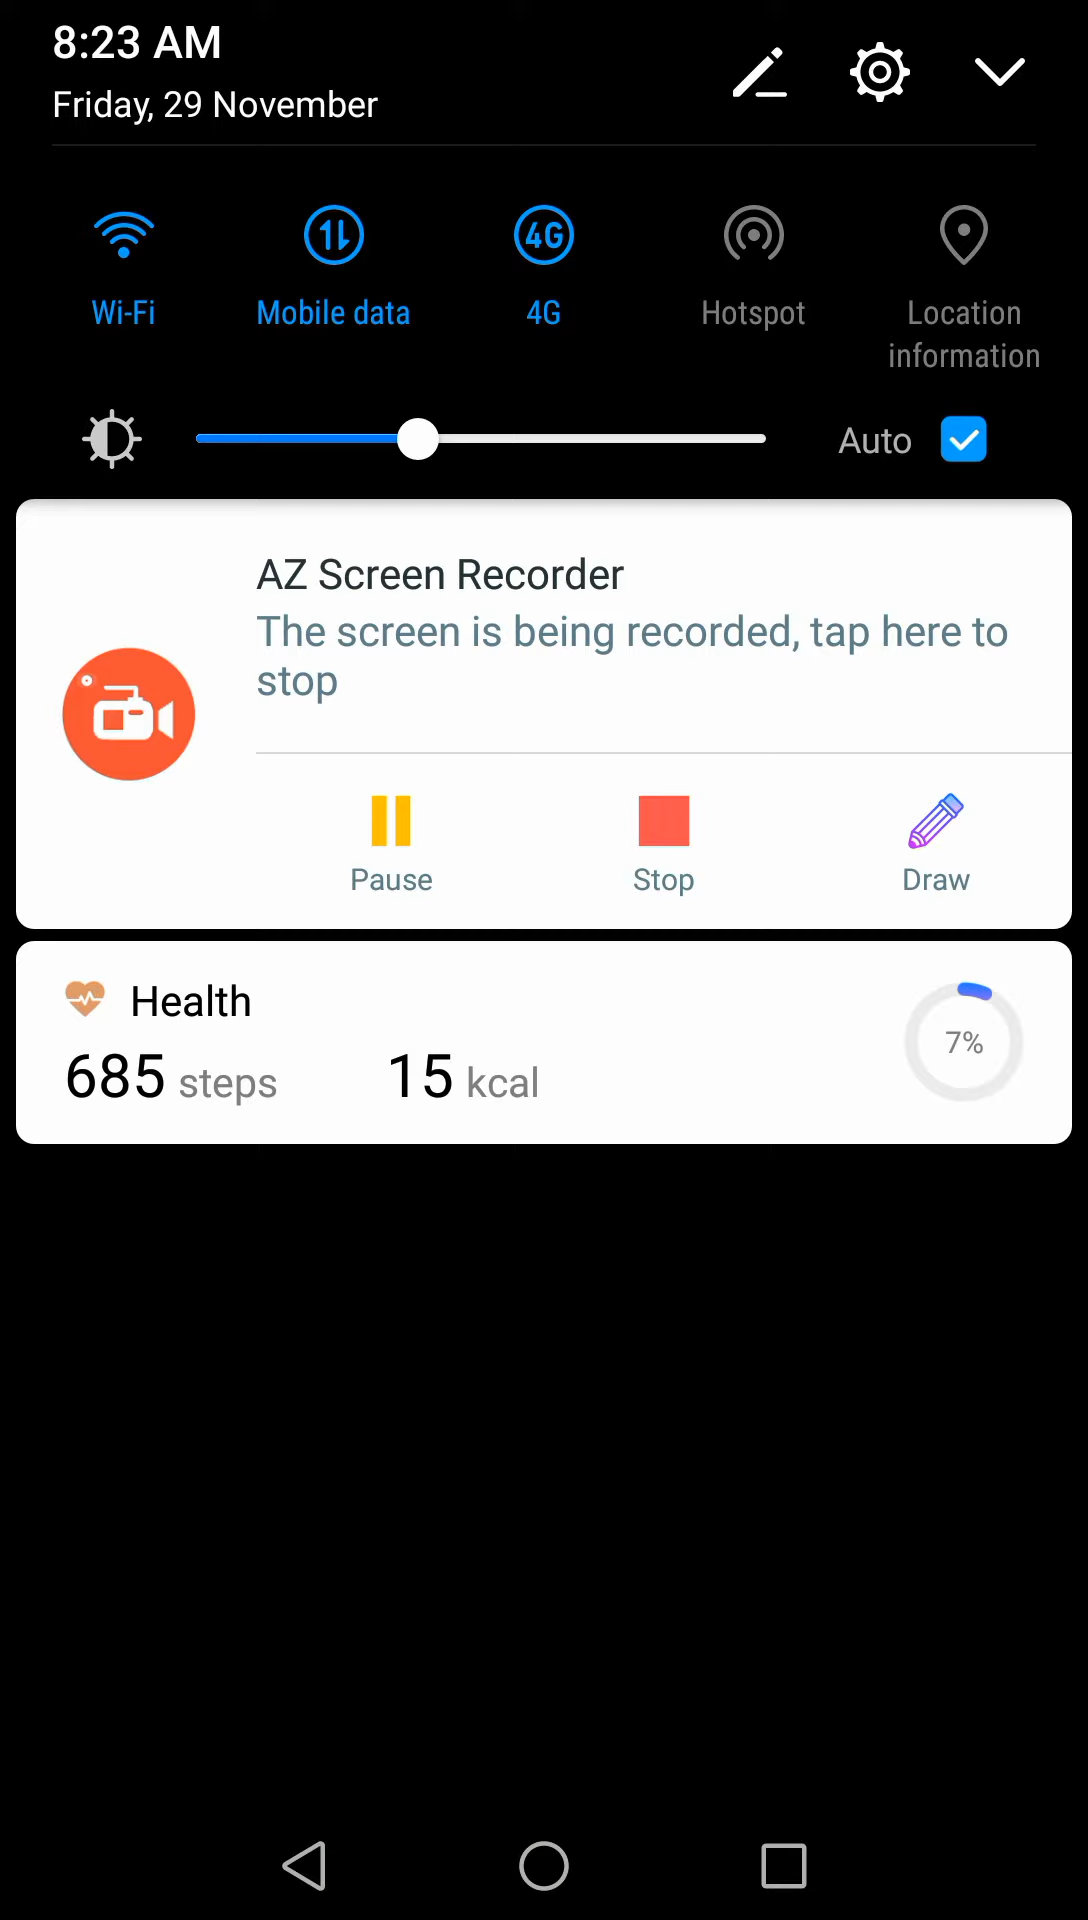 8:23 AM
Friday, 29 November
Wi-Fi
Mobile data
4G
4G
Hotspot
Location
information
Auto
AZ Screen Recorder
The screen is being recorded, tap here to
stop
Pause
Stop
Draw
Health
685 steps
15 kcal
7%